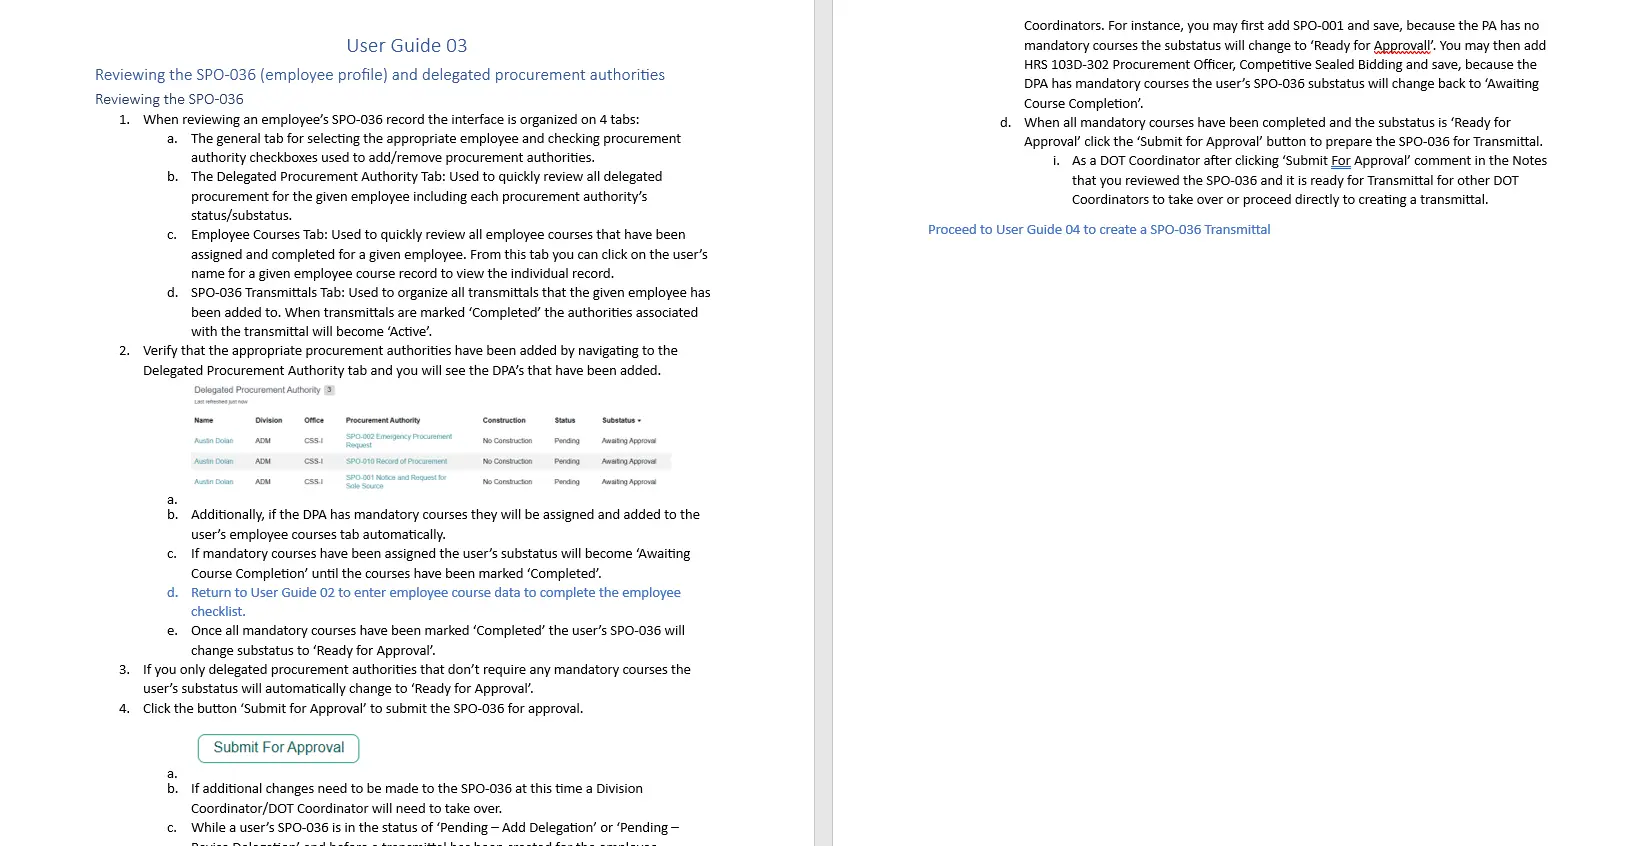 User Guide 03
Reviewing the SPO-036 (employee profile) and delegated procurement authorities
Reviewing the SPO-036
1. When reviewing an employee's SPO-036 record the interface is organized on 4 tabs:
a. The general tab for selecting the appropriate employee and checking procurement
authority checkboxes used to add/remove procurement authorities.
b. The Delegated Procurement Authority Tab: Used to quickly review all delegated
procurement for the given employee including each procurement authority's
status/substatus.
c. Employee Courses Tab: Used to quickly review all employee courses that have been
assigned and completed for a given employee. From this tab you can click on the user's
name for a given employee course record to view the individual record.
d. SPO-036 Transmittals Tab: Used to organize all transmittals that the given employee has
been added to. When transmittals are marked 'Completed' the authorities associated
with the transmittal will become 'Active'.
2. Verify that the appropriate procurement authorities have been added by navigating to the
Delegated Procurement Authority tab and you will see the DPA's that have been added.
Delegated Procurement Authority 3
Last refreshed just now
Name Division Office Procurement Authority Construction Status Substatus
Austin Dolan ADM CSS-I SPO-002 Emergency Procurement Request No Construction Pending Awaiting Approval
Austin Dolan ADM CSS-I SPO-010 Record of Procurement No Construction Pending Awaiting Approval
Austin Dolan ADM CSS-I SPO-001 Notice and Request for Sole Source No Construction Pending Awaiting Approval
a.
b. Additionally, if the DPA has mandatory courses they will be assigned and added to the
user's employee courses tab automatically.
c. If mandatory courses have been assigned the user's substatus will become 'Awaiting
Course Completion' until the courses have been marked 'Completed'.
d. Return to User Guide 02 to enter employee course data to complete the employee
checklist.
e. Once all mandatory courses have been marked 'Completed' the user's SPO-036 will
change substatus to 'Ready for Approval'.
3. If you only delegated procurement authorities that don't require any mandatory courses the
user's substatus will automatically change to 'Ready for Approval'.
4. Click the button 'Submit for Approval' to submit the SPO-036 for approval.
Submit For Approval
a.
b. If additional changes need to be made to the SPO-036 at this time a Division
Coordinator/DOT Coordinator will need to take over.
c. While a user's SPO-036 is in the status of 'Pending – Add Delegation' or 'Pending –
Coordinators. For instance, you may first add SPO-001 and save, because the PA has no
mandatory courses the substatus will change to 'Ready for Approvall'. You may then add
HRS 103D-302 Procurement Officer, Competitive Sealed Bidding and save, because the
DPA has mandatory courses the user's SPO-036 substatus will change back to 'Awaiting
Course Completion'.
d. When all mandatory courses have been completed and the substatus is 'Ready for
Approval' click the 'Submit for Approval' button to prepare the SPO-036 for Transmittal.
i. As a DOT Coordinator after clicking 'Submit For Approval' comment in the Notes
that you reviewed the SPO-036 and it is ready for Transmittal for other DOT
Coordinators to take over or proceed directly to creating a transmittal.
Proceed to User Guide 04 to create a SPO-036 Transmittal